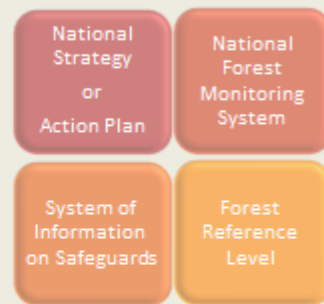 National
Strategy
or
Action Plan
National
Forest
Monitoring
System
System of
Information
on Safeguards
Forest
Reference
Level